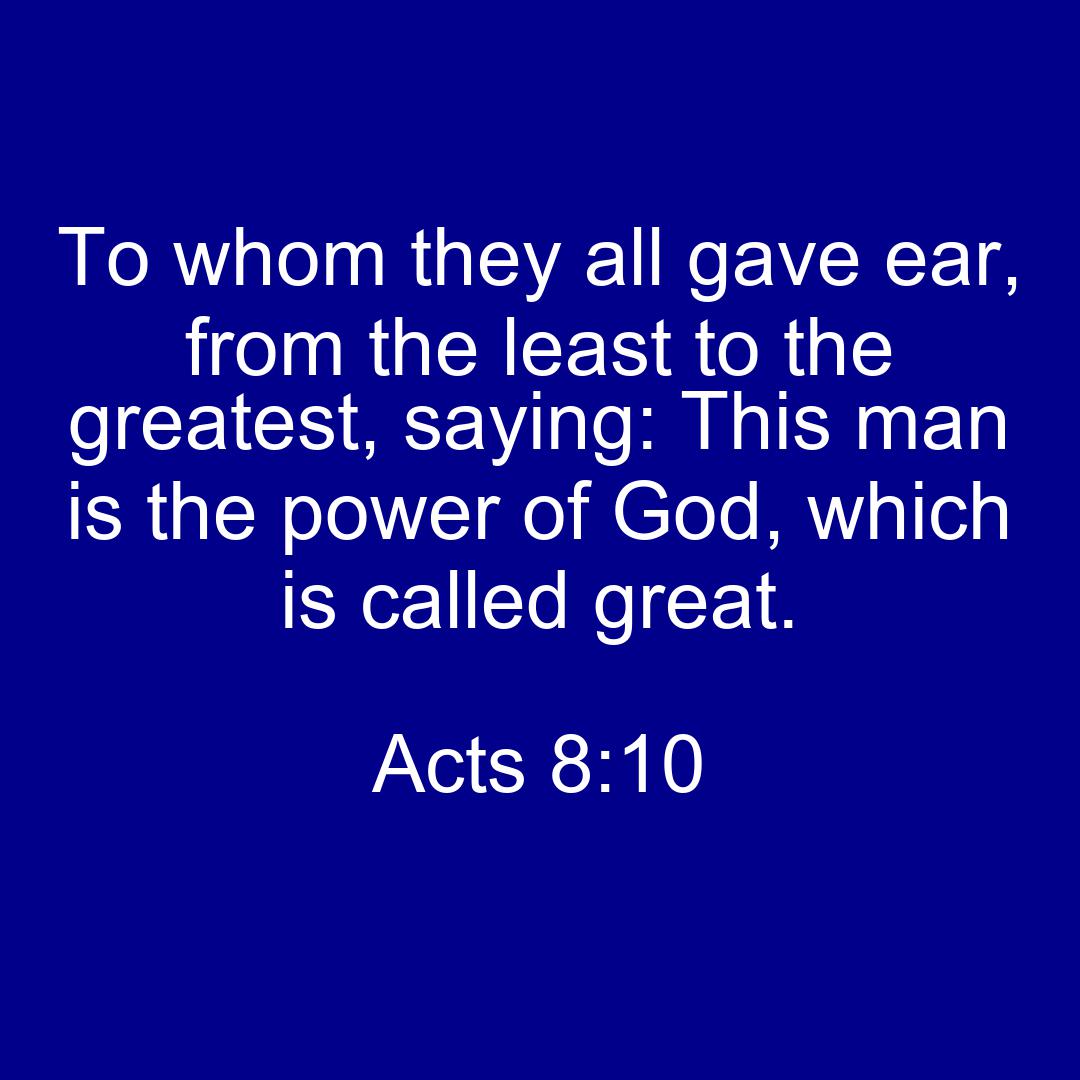 To whom they all gave ear,
from the least to the
greatest, saying: This man
is the power of God, which
is called great.
Acts 8:10